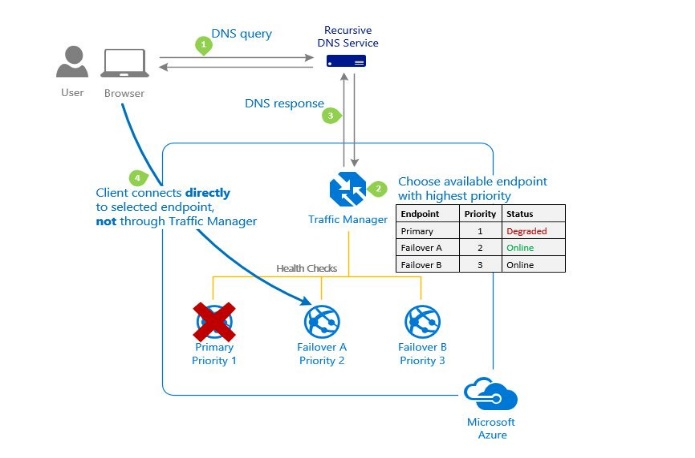 DNS query
1
Recursive
DNS Service
User
Browser
DNS response
3
4
Client connects directly
to selected endpoint,
not through Traffic Manager
2
Traffic Manager
Choose available endpoint
with highest priority
Endpoint Priority Status
Primary 1 Degraded
Failover A 2 Online
Failover B 3 Online
Health Checks
Primary
Priority 1
Failover A
Priority 2
Failover B
Priority 3
Microsoft
Azure